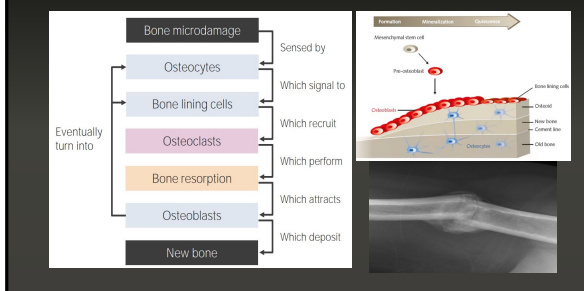 Bone microdamage
Sensed by
Osteocytes
Which signal to
Bone lining cells
Which recruit
Eventually
turn into
Osteoclasts
Which perform
Bone resorption
Which attracts
Osteoblasts
Which deposit
New bone
Formation Mineralization Quiescence
Mesenchymal stem cell
Pre-osteoblast
Bone lining cells
Osteoblasts
Osteoid
New bone
Cement line
Osteocytes
Old bone